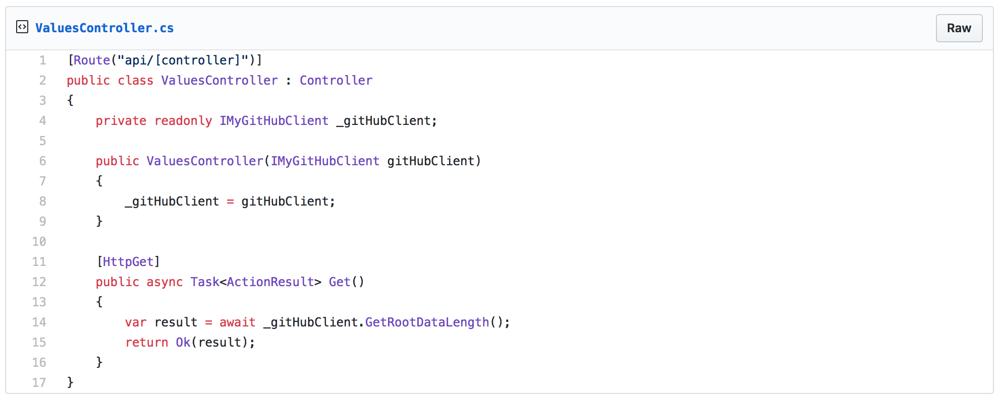 ValuesController.cs
Raw
1 [Route("api/[controller]")]
2 public class ValuesController : Controller
3 {
4     private readonly IMyGitHubClient _gitHubClient;
5
6     public ValuesController(IMyGitHubClient gitHubClient)
7     {
8         _gitHubClient = gitHubClient;
9     }
10
11     [HttpGet]
12     public async Task<ActionResult> Get()
13     {
14         var result = await _gitHubClient.GetRootDataLength();
15         return Ok(result);
16     }
17 }